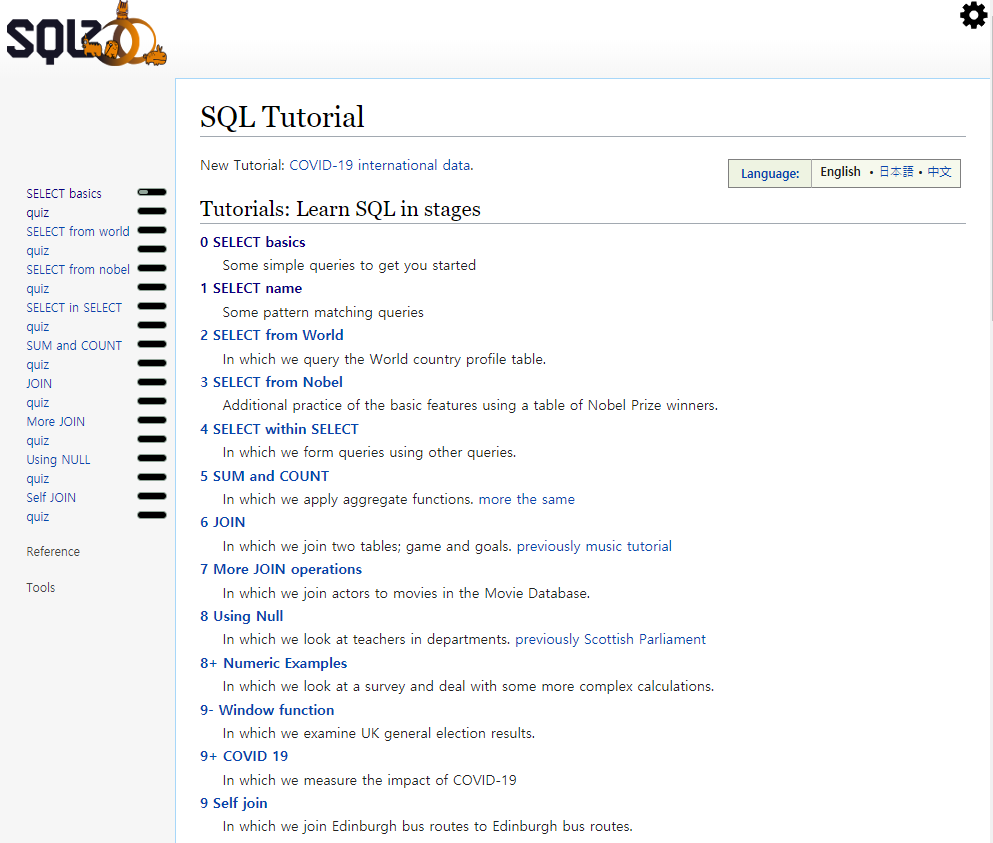 SQLZOO
SQL Tutorial
New Tutorial: COVID-19 international data.
Language: English • 日本語 • 中文
SELECT basics
quiz
SELECT from world
quiz
SELECT from nobel
quiz
SELECT in SELECT
quiz
SUM and COUNT
quiz
JOIN
quiz
More JOIN
quiz
Using NULL
quiz
Self JOIN
quiz
Reference
Tools
Tutorials: Learn SQL in stages
0 SELECT basics
Some simple queries to get you started
1 SELECT name
Some pattern matching queries
2 SELECT from World
In which we query the World country profile table.
3 SELECT from Nobel
Additional practice of the basic features using a table of Nobel Prize winners.
4 SELECT within SELECT
In which we form queries using other queries.
5 SUM and COUNT
In which we apply aggregate functions. more the same
6 JOIN
In which we join two tables; game and goals. previously music tutorial
7 More JOIN operations
In which we join actors to movies in the Movie Database.
8 Using Null
In which we look at teachers in departments. previously Scottish Parliament
8+ Numeric Examples
In which we look at a survey and deal with some more complex calculations.
9- Window function
In which we examine UK general election results.
9+ COVID 19
In which we measure the impact of COVID-19
9 Self join
In which we join Edinburgh bus routes to Edinburgh bus routes.